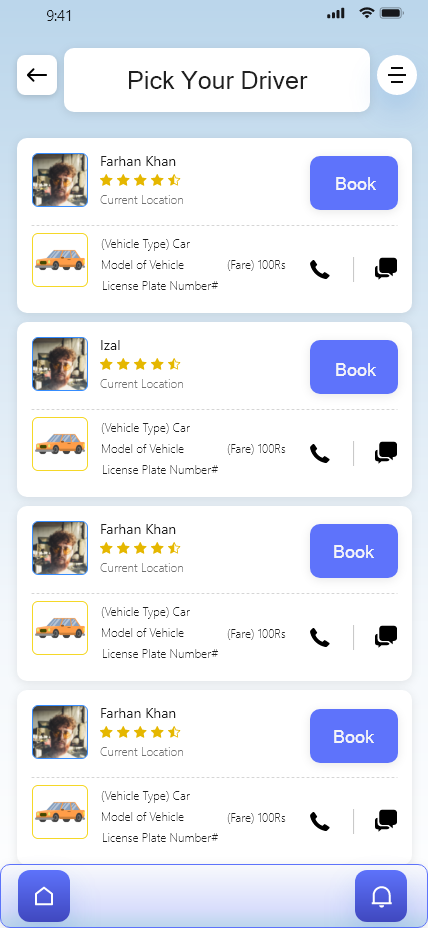 9:41
Pick Your Driver
Farhan Khan
Book
Current Location
(Vehicle Type) Car
Model of Vehicle (Fare) 100Rs
License Plate Number#
Izal
Book
Current Location
(Vehicle Type) Car
Model of Vehicle (Fare) 100Rs
License Plate Number#
Farhan Khan
Book
Current Location
(Vehicle Type) Car
Model of Vehicle (Fare) 100Rs
License Plate Number#
Farhan Khan
Book
Current Location
(Vehicle Type) Car
Model of Vehicle (Fare) 100Rs
License Plate Number#